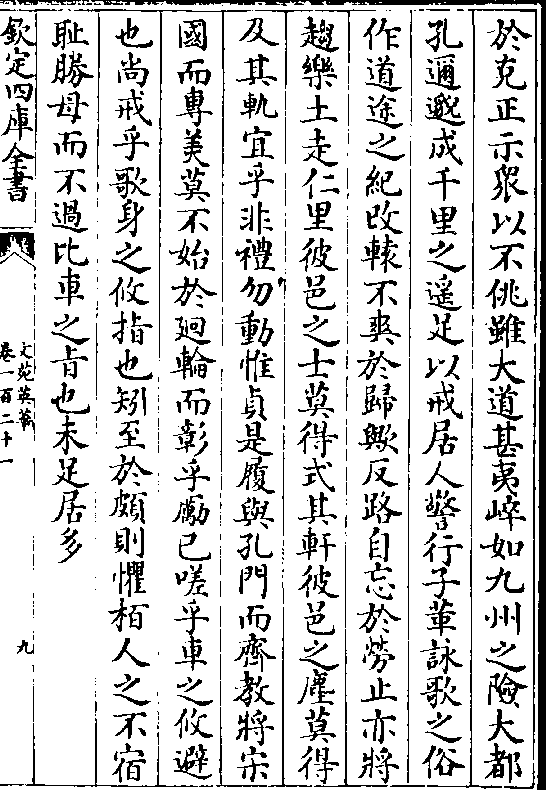 於克正示衆以不佻雖大道甚夷崪如九州之險大都
孔邇邈成千里之遥足以戒居人警行子革詠歌之俗
作道途之紀改轅不爽於歸歟反路自忘於勞止亦將
趨樂土走仁里彼邑之士莫得式其軒彼邑之塵莫得
及其軌宜乎非禮勿動惟貞是履與孔門而齊教將宋
國而專美莫不始於廻輪而彰乎勵已嗟乎車之攸避
也尚戒乎歌身之攸指也矧至於頗則懼栢人之不宿
耻勝母而不過比車之旨也未足居多
欽定四庫全書
文苑英華
卷一百二十一
九